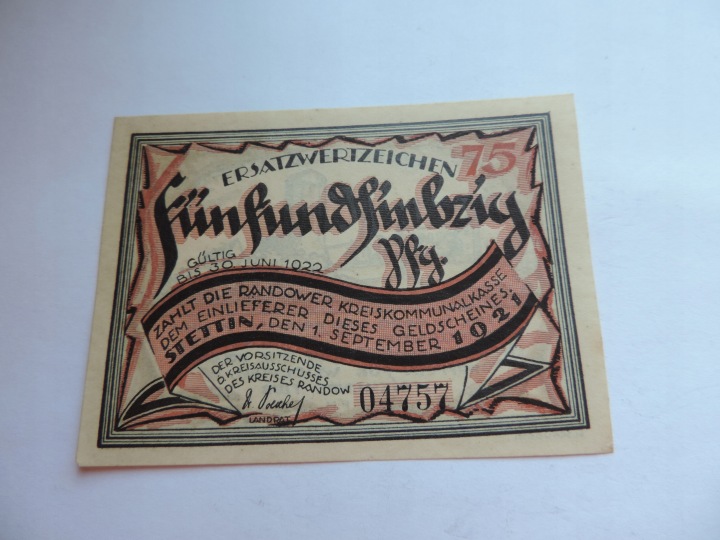 ERSATZWERTZEICHEN 75
Fünfundsiebzig
Pfg.
GÜLTIG
BIS 30. JUNI 1922
ZAHLT DIE RANDOWER KREISKOMMUNALKASSE
DEM EINLIEFERER DIESES GELDSCHEINES.
STETTIN, DEN 1. SEPTEMBER 1921
DER VORSITZENDE
D. KREISAUSSCHUSSES
DES KREISES RANDOW
LANDRAT
04757